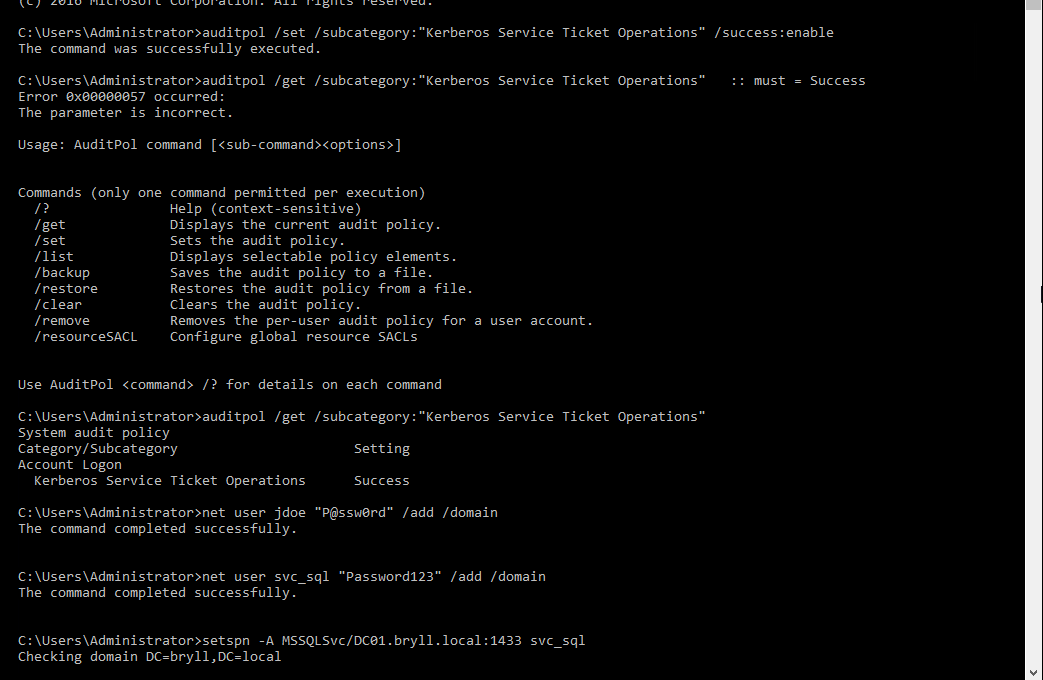 (c) 2016 Microsoft Corporation. All rights reserved.
C:\Users\Administrator>auditpol /set /subcategory:"Kerberos Service Ticket Operations" /success:enable
The command was successfully executed.
C:\Users\Administrator>auditpol /get /subcategory:"Kerberos Service Ticket Operations"   :: must = Success
Error 0x00000057 occurred:
The parameter is incorrect.
Usage: AuditPol command [<sub-command><options>]
Commands (only one command permitted per execution)
  /?               Help (context-sensitive)
  /get             Displays the current audit policy.
  /set             Sets the audit policy.
  /list            Displays selectable policy elements.
  /backup          Saves the audit policy to a file.
  /restore         Restores the audit policy from a file.
  /clear           Clears the audit policy.
  /remove          Removes the per-user audit policy for a user account.
  /resourceSACL    Configure global resource SACLs
Use AuditPol <command> /? for details on each command
C:\Users\Administrator>auditpol /get /subcategory:"Kerberos Service Ticket Operations"
System audit policy
Category/Subcategory                      Setting
Account Logon
  Kerberos Service Ticket Operations      Success
C:\Users\Administrator>net user jdoe "P@ssw0rd" /add /domain
The command completed successfully.
C:\Users\Administrator>net user svc_sql "Password123" /add /domain
The command completed successfully.
C:\Users\Administrator>setspn -A MSSQLSvc/DC01.bryll.local:1433 svc_sql
Checking domain DC=bryll,DC=local